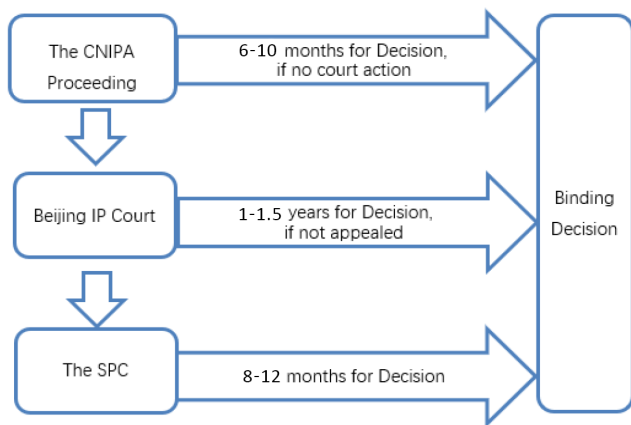 The CNIPA
Proceeding
6-10 months for Decision,
if no court action
Beijing IP Court
1-1.5 years for Decision,
if not appealed
Binding
Decision
The SPC
8-12 months for Decision